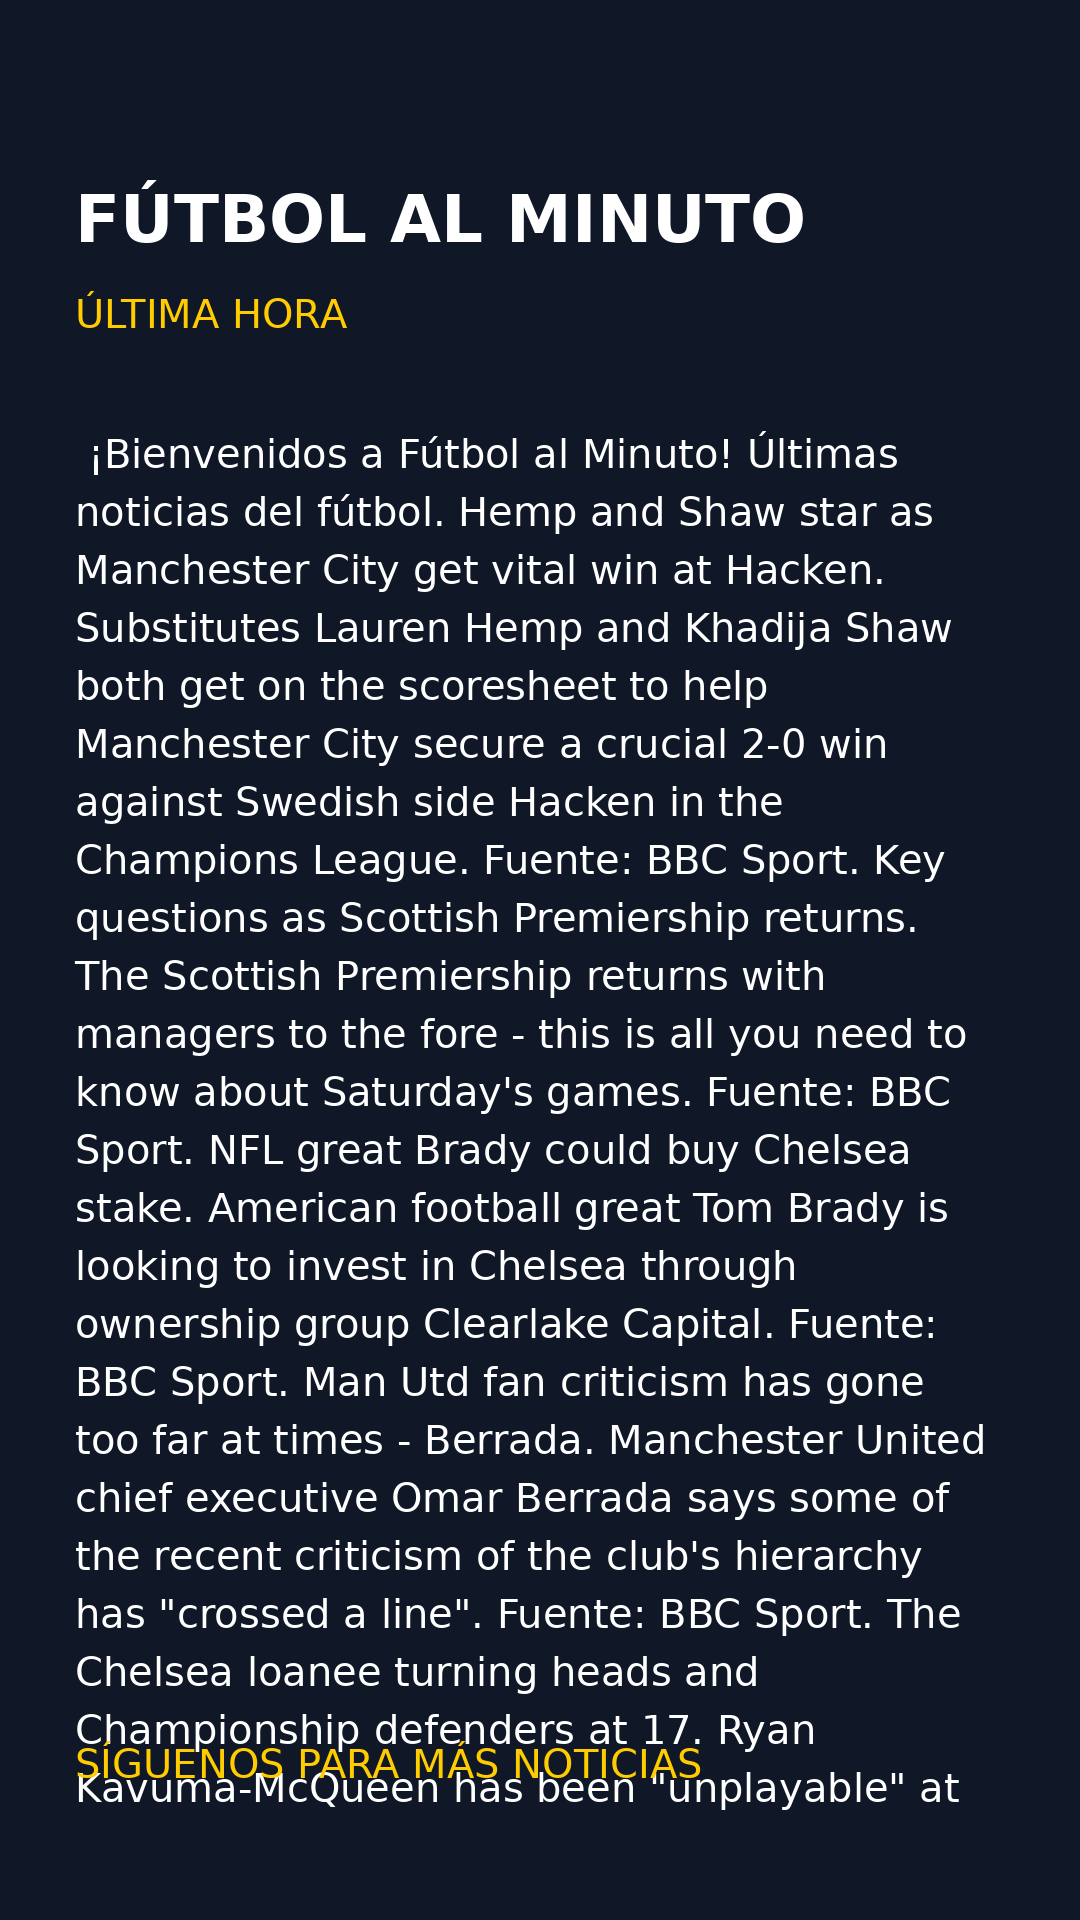 FÚTBOL AL MINUTO
ÚLTIMA HORA
¡Bienvenidos a Fútbol al Minuto! Últimas
noticias del fútbol. Hemp and Shaw star as
Manchester City get vital win at Hacken.
Substitutes Lauren Hemp and Khadija Shaw
both get on the scoresheet to help
Manchester City secure a crucial 2-0 win
against Swedish side Hacken in the
Champions League. Fuente: BBC Sport. Key
questions as Scottish Premiership returns.
The Scottish Premiership returns with
managers to the fore - this is all you need to
know about Saturday's games. Fuente: BBC
Sport. NFL great Brady could buy Chelsea
stake. American football great Tom Brady is
looking to invest in Chelsea through
ownership group Clearlake Capital. Fuente:
BBC Sport. Man Utd fan criticism has gone
too far at times - Berrada. Manchester United
chief executive Omar Berrada says some of
the recent criticism of the club's hierarchy
has "crossed a line". Fuente: BBC Sport. The
Chelsea loanee turning heads and
Championship defenders at 17. Ryan
SÍGUENOS PARA MÁS NOTICIAS
Kavuma-McQueen has been "unplayable" at